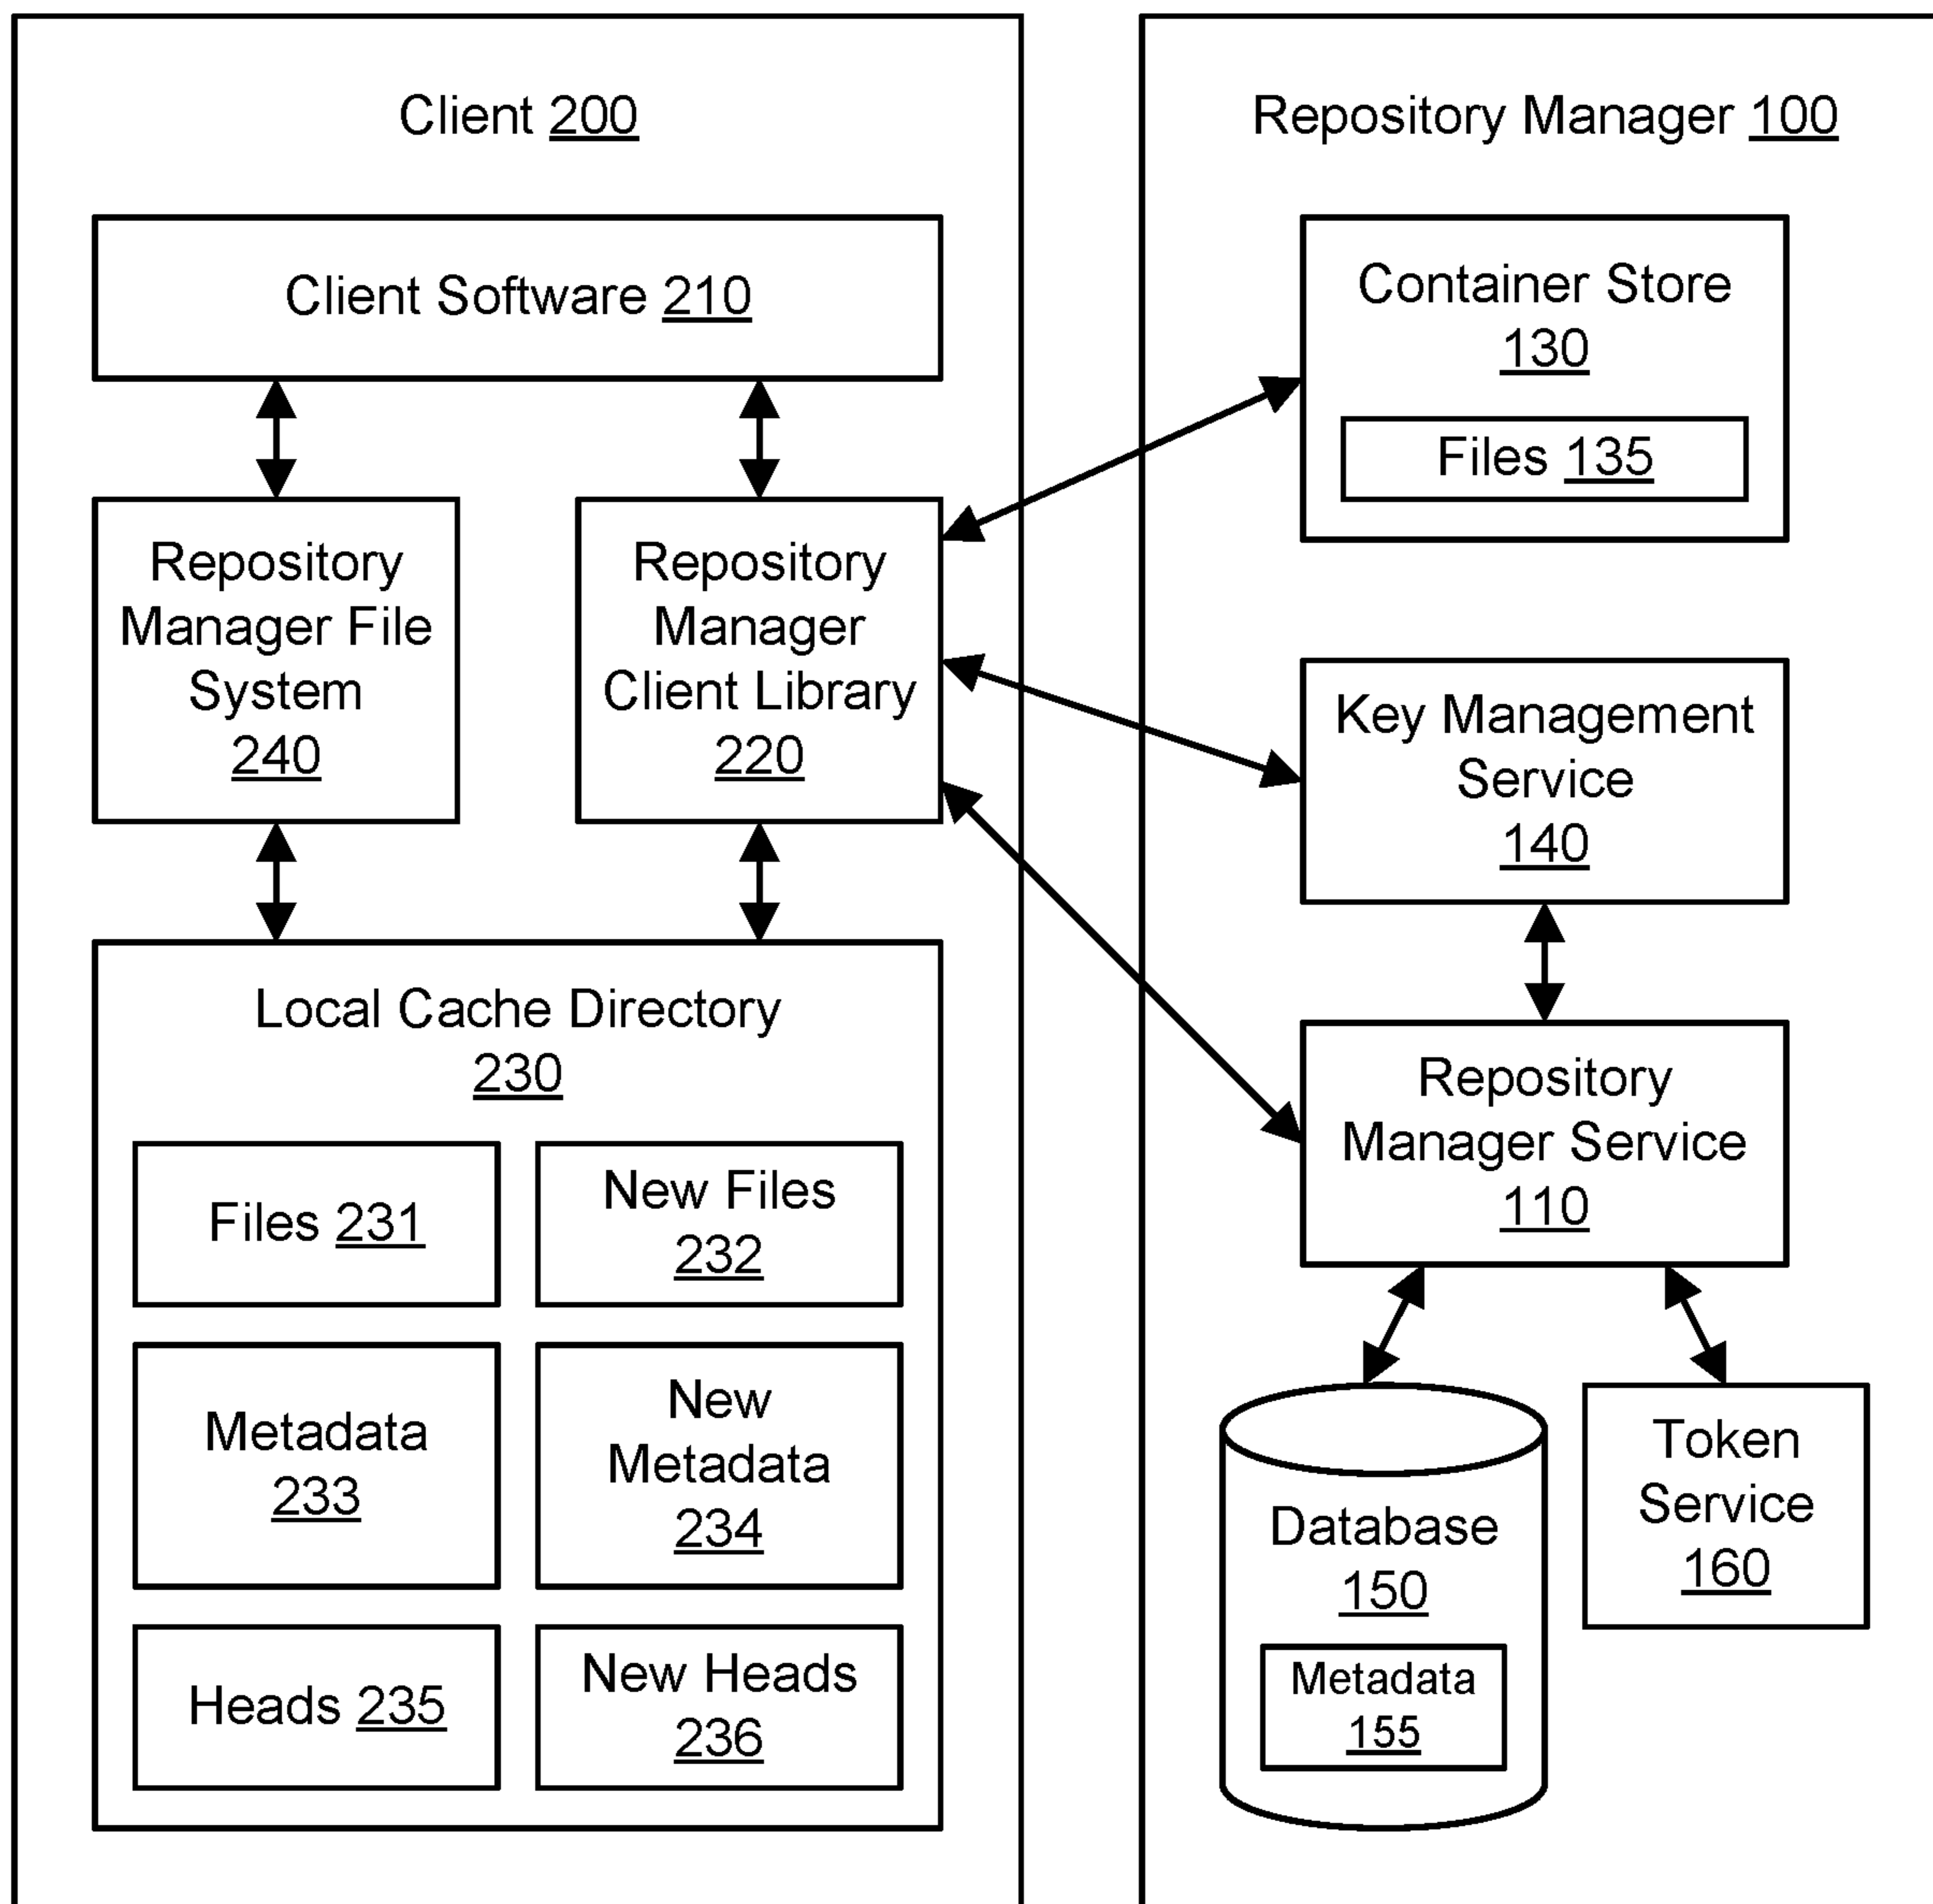 Client 200
Client Software 210
Repository
Manager File
System
240
Repository
Manager
Client Library
220
Local Cache Directory
230
Files 231
New Files
232
Metadata
233
New
Metadata
234
Heads 235
New Heads
236
Repository Manager 100
Container Store
130
Files 135
Key Management
Service
140
Repository
Manager Service
110
Database
150
Metadata
155
Token
Service
160